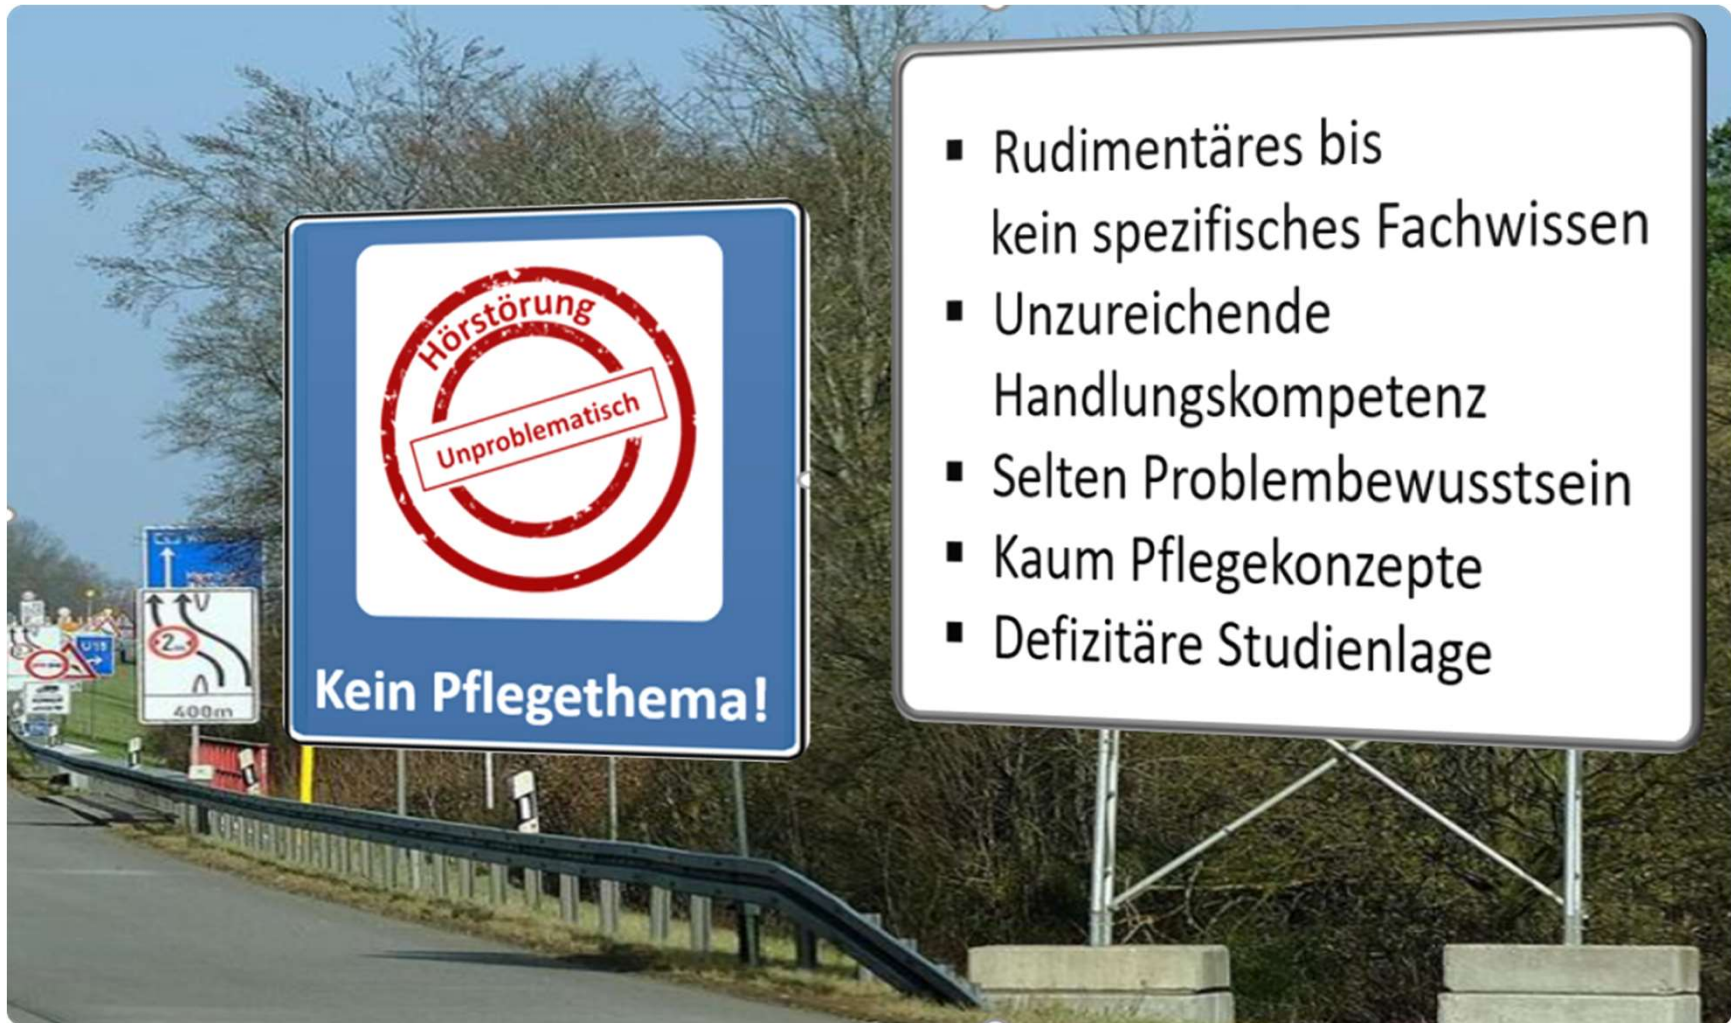 Hörstörung
Unproblematisch
Kein Pflegethema!
▪ Rudimentäres bis
kein spezifisches Fachwissen
▪ Unzureichende
Handlungskompetenz
▪ Selten Problembewusstsein
▪ Kaum Pflegekonzepte
▪ Defizitäre Studienlage
400m